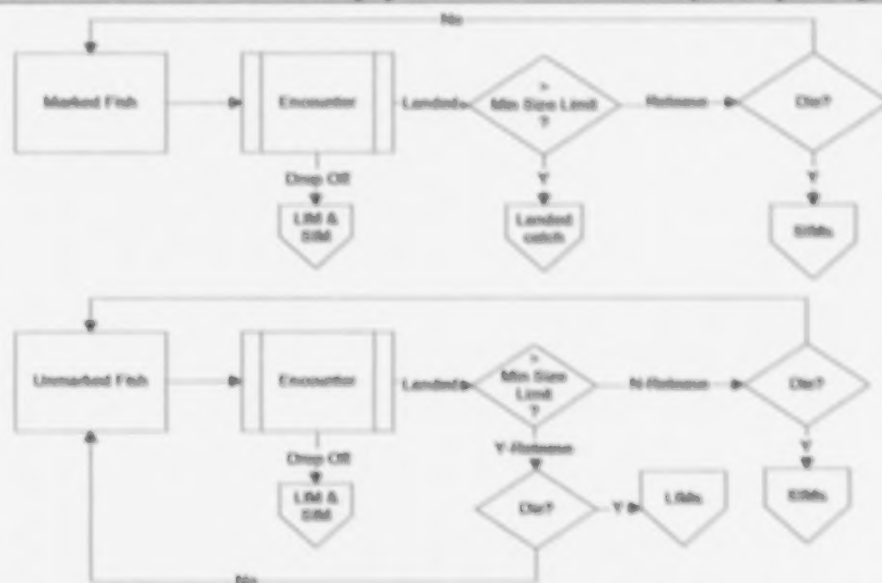 No
Marked Fish
Encounter
Landed
>
Min Size Limit
?
Release
Die?
Drop Off
Y
Y
LIM &
SIM
Landed
catch
SIMs
Unmarked Fish
Encounter
Landed
>
Min Size
Limit
?
N-Release
Die?
Drop Off
Y-Release
Y
LIM &
SIM
Die?
Y
LIMs
SIMs
No